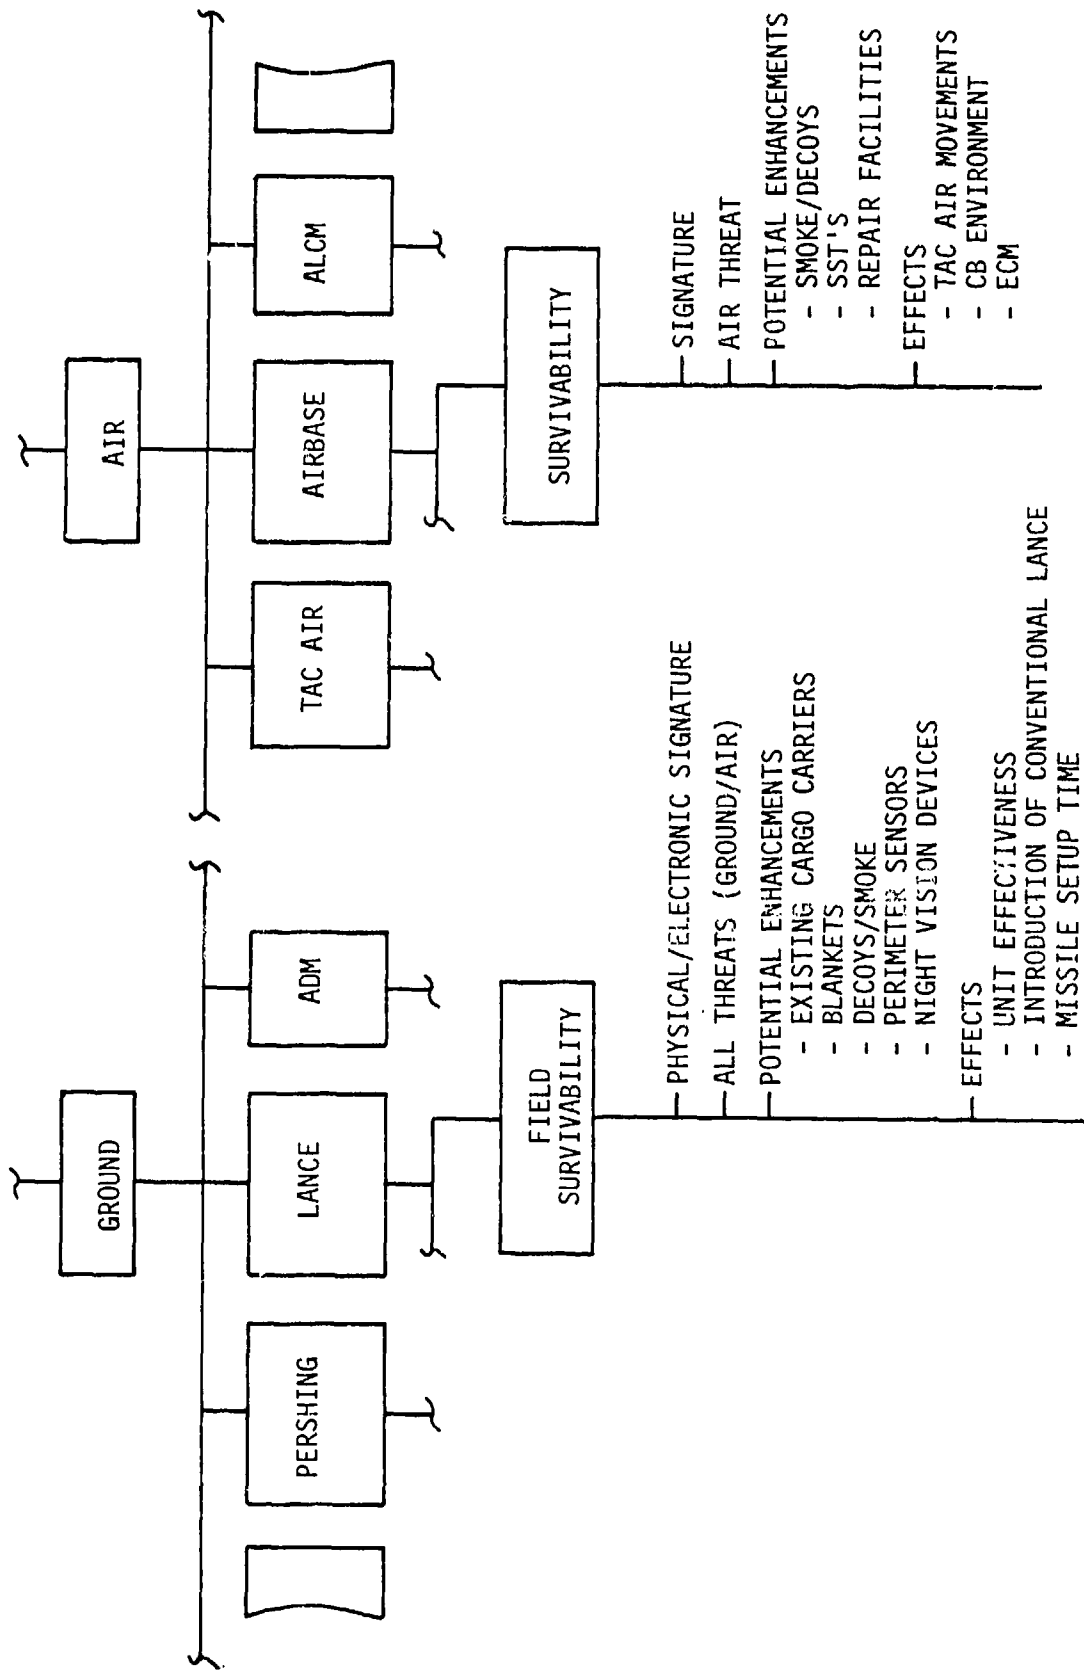 GROUND
AIR
PERSHING
LANCE
ADM
TAC AIR
AIRBASE
ALCM
FIELD
SURVIVABILITY
PHYSICAL/ELECTRONIC SIGNATURE
ALL THREATS (GROUND/AIR)
POTENTIAL ENHANCEMENTS
- EXISTING CARGO CARRIERS
- BLANKETS
- DECOYS/SMOKE
- PERIMETER SENSORS
- NIGHT VISION DEVICES
EFFECTS
- UNIT EFFECTIVENESS
- INTRODUCTION OF CONVENTIONAL LANCE
- MISSILE SETUP TIME
SURVIVABILITY
SIGNATURE
AIR THREAT
POTENTIAL ENHANCEMENTS
- SMOKE/DECOYS
- SST'S
- REPAIR FACILITIES
EFFECTS
- TAC AIR MOVEMENTS
- CB ENVIRONMENT
- ECM